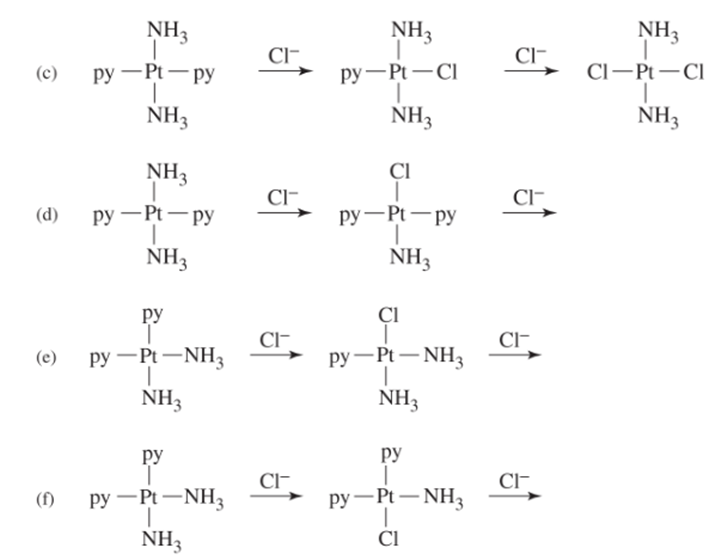 NH3 NH3 NH3
(c) py—Pt—py Cl− py—Pt—Cl Cl− Cl—Pt—Cl
NH3 NH3 NH3
NH3 Cl
(d) py—Pt—py Cl− py—Pt—py Cl−
NH3 NH3
py Cl
(e) py—Pt—NH3 Cl− py—Pt—NH3 Cl−
NH3 NH3
py py
(f) py—Pt—NH3 Cl− py—Pt—NH3 Cl−
NH3 Cl